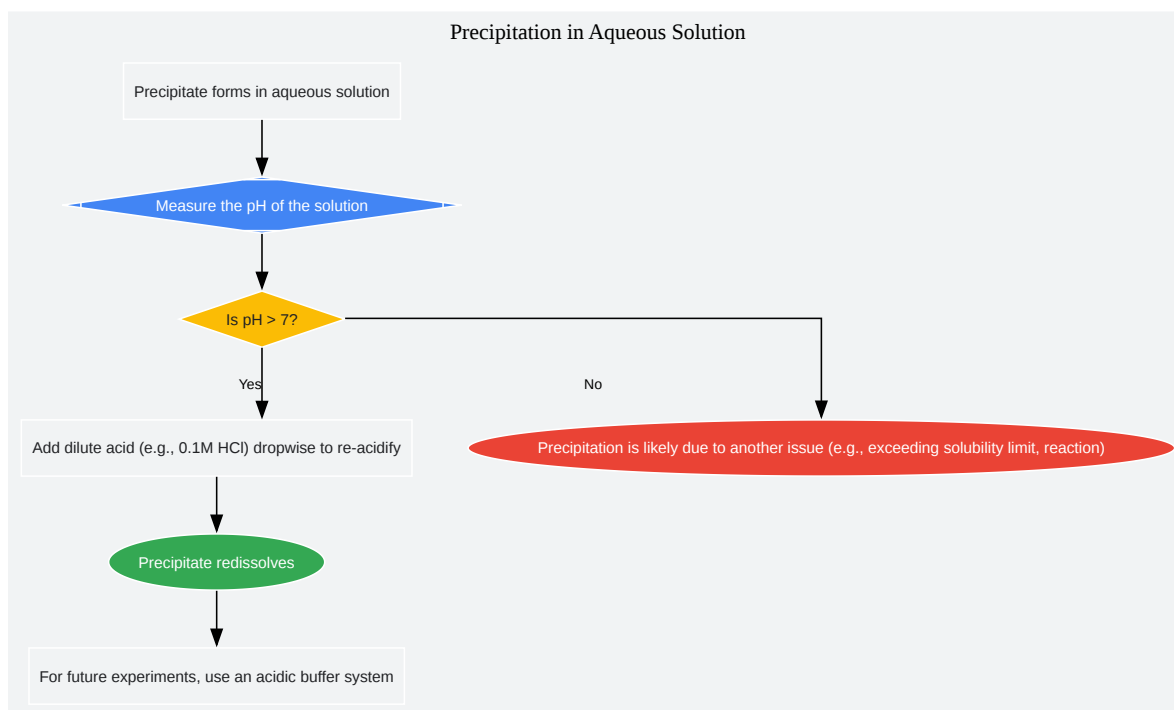 Precipitation in Aqueous Solution
Precipitate forms in aqueous solution
Measure the pH of the solution
Is pH > 7?
Yes
No
Add dilute acid (e.g., 0.1M HCl) dropwise to re-acidify
Precipitation is likely due to another issue (e.g., exceeding solubility limit, reaction)
Precipitate redissolves
For future experiments, use an acidic buffer system